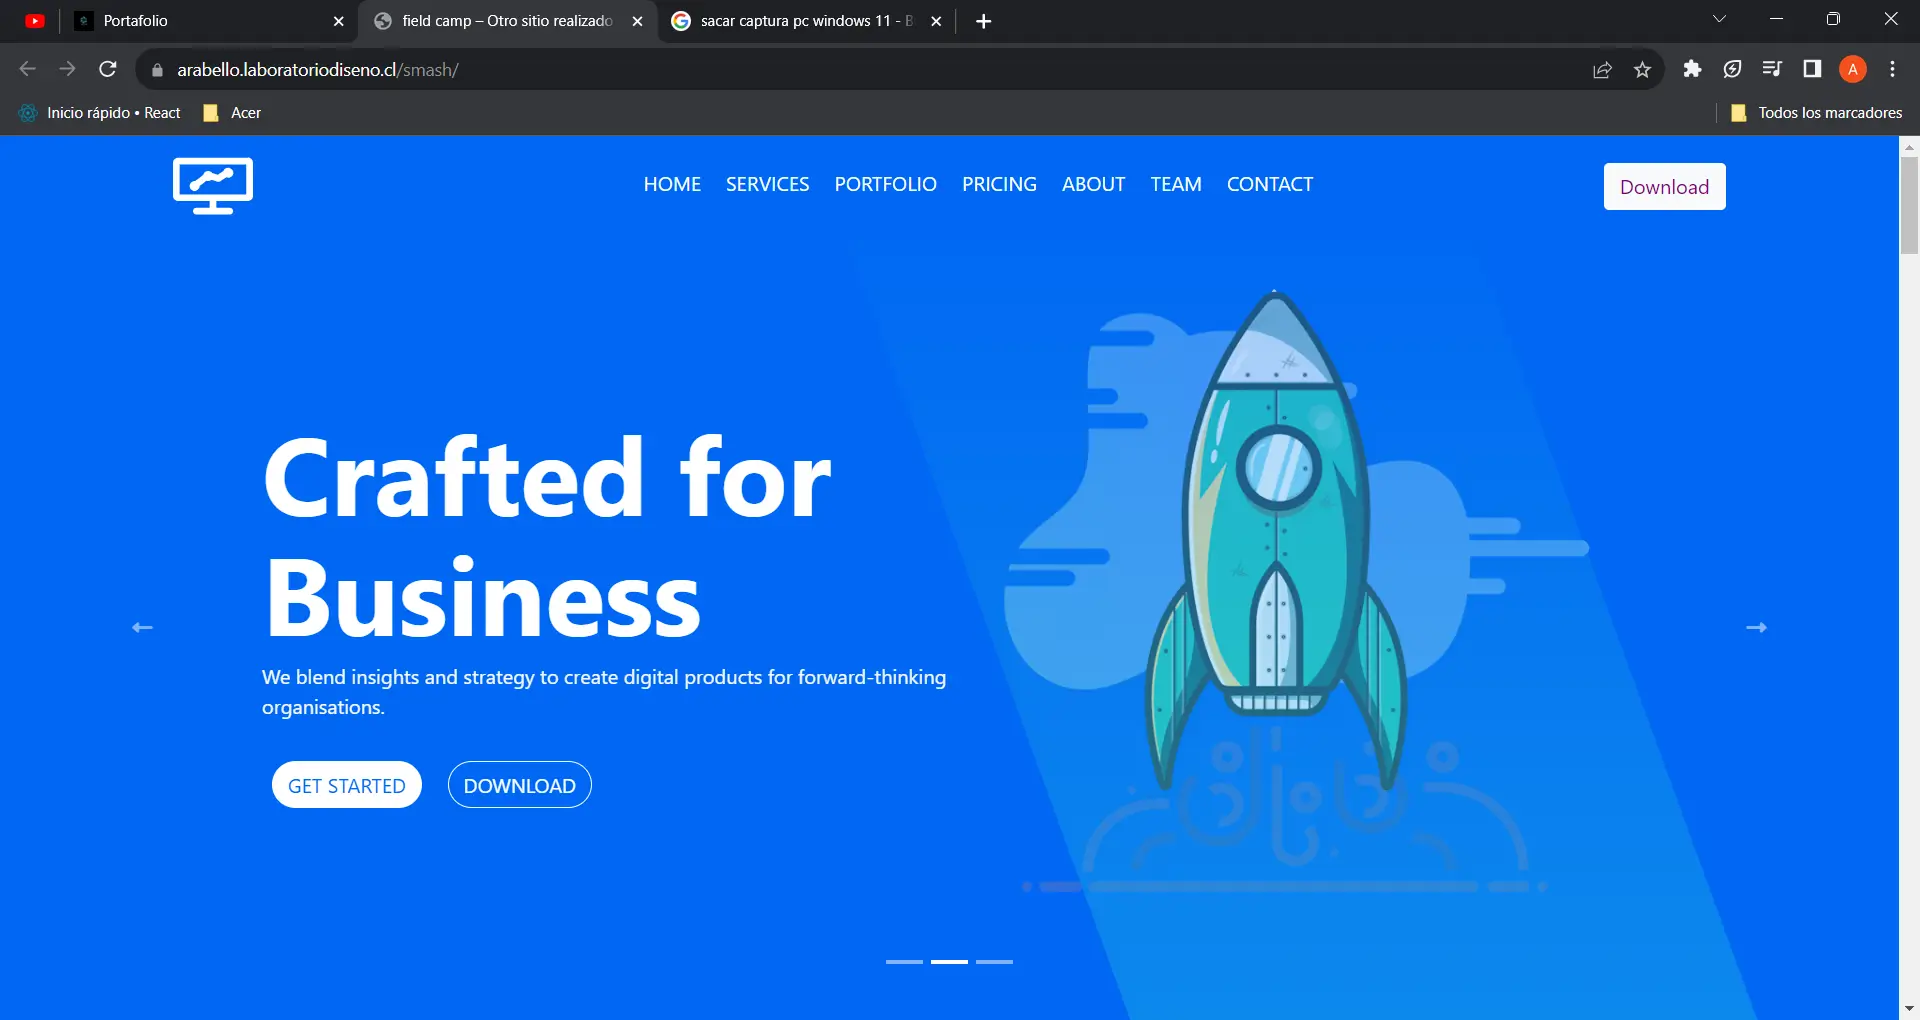 Portafolio
field camp – Otro sitio realizado
sacar captura pc windows 11 - B
arabello.laboratoriodiseno.cl/smash/
A
Inicio rápido • React
Acer
Todos los marcadores
HOME SERVICES PORTFOLIO PRICING ABOUT TEAM CONTACT
Download
Crafted for
Business
We blend insights and strategy to create digital products for forward-thinking
organisations.
GET STARTED DOWNLOAD